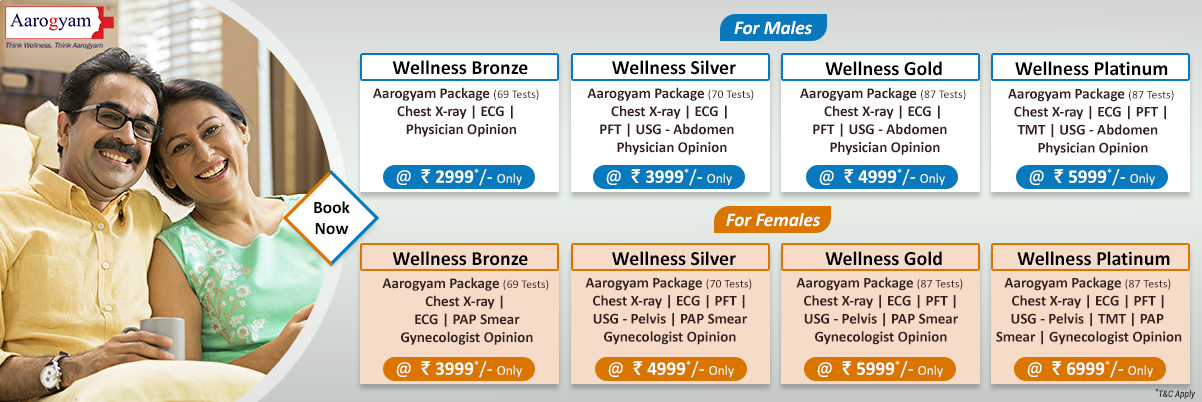 Aarogyam
Think Wellness. Think Aarogyam
Book
Now
For Males
Wellness Bronze
Aarogyam Package (69 Tests)
Chest X-ray | ECG |
Physician Opinion
@ ₹ 2999*/- Only
Wellness Silver
Aarogyam Package (70 Tests)
Chest X-ray | ECG |
PFT | USG - Abdomen
Physician Opinion
@ ₹ 3999*/- Only
Wellness Gold
Aarogyam Package (87 Tests)
Chest X-ray | ECG |
PFT | USG - Abdomen
Physician Opinion
@ ₹ 4999*/- Only
Wellness Platinum
Aarogyam Package (87 Tests)
Chest X-ray | ECG | PFT |
TMT | USG - Abdomen
Physician Opinion
@ ₹ 5999*/- Only
For Females
Wellness Bronze
Aarogyam Package (69 Tests)
Chest X-ray |
ECG | PAP Smear
Gynecologist Opinion
@ ₹ 3999*/- Only
Wellness Silver
Aarogyam Package (70 Tests)
Chest X-ray | ECG | PFT |
USG - Pelvis | PAP Smear
Gynecologist Opinion
@ ₹ 4999*/- Only
Wellness Gold
Aarogyam Package (87 Tests)
Chest X-ray | ECG | PFT |
USG - Pelvis | PAP Smear
Gynecologist Opinion
@ ₹ 5999*/- Only
Wellness Platinum
Aarogyam Package (87 Tests)
Chest X-ray | ECG | PFT |
USG - Pelvis | TMT | PAP
Smear | Gynecologist Opinion
@ ₹ 6999*/- Only
*T&C Apply